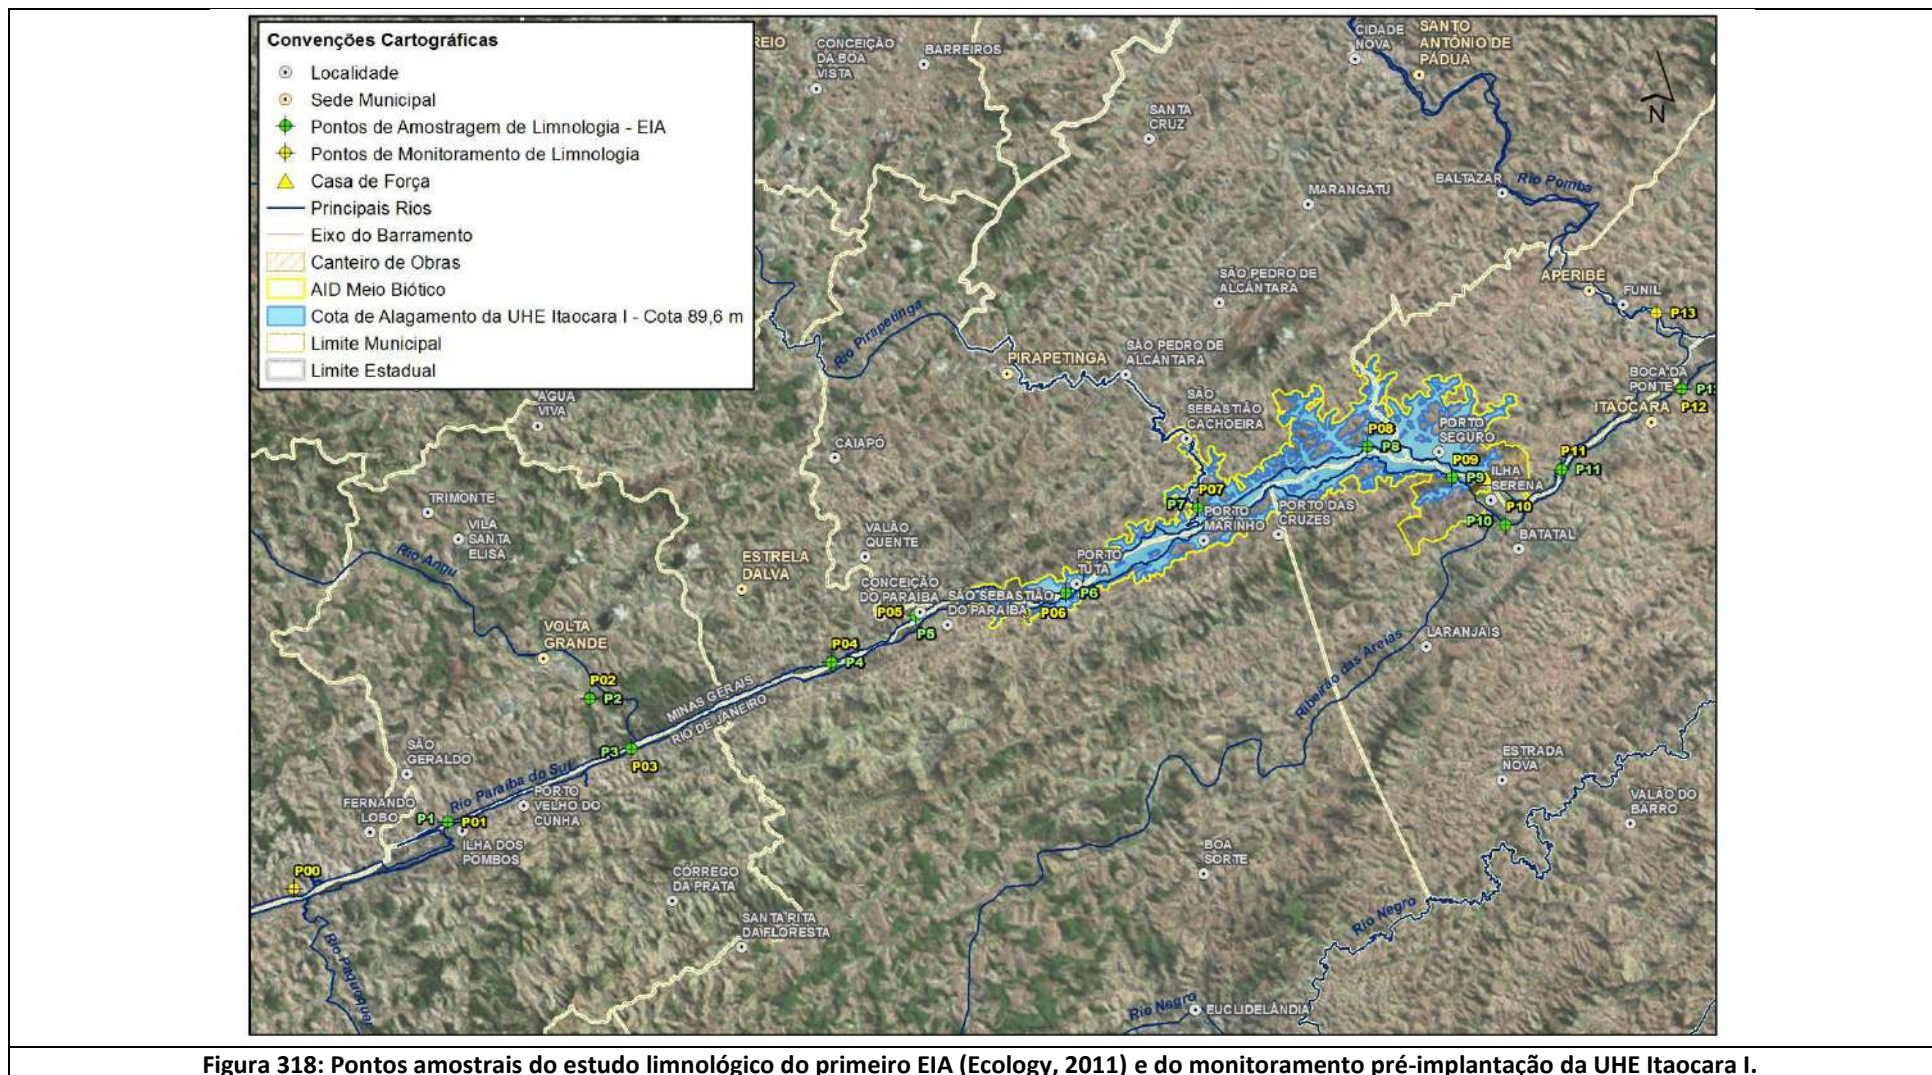 Convenções Cartográficas
Localidade
Sede Municipal
Pontos de Amostragem de Limnologia - EIA
Pontos de Monitoramento de Limnologia
Casa de Força
Principais Rios
Eixo do Barramento
Canteiro de Obras
AID Meio Biótico
Cota de Alagamento da UHE Itaocara I - Cota 89,6 m
Limite Municipal
Limite Estadual
REIO
CONCEIÇÃO
DA BOA
VISTA
BARREIROS
CIDADE
NOVA
SANTO
ANTÔNIO DE
PÁDUA
N
SANTA
CRUZ
MARANGATU
BALTAZAR
Rio Pomba
SÃO PEDRO DE
ALCÂNTARA
APERIBÉ
FUNIL
P13
Rio Pirapetinga
PIRAPETINGA
SÃO PEDRO DE
ALCÂNTARA
BOCA DA
PONTE
ITAOCARA
P12
SÃO
SEBASTIÃO
CACHOEIRA
ÁGUA
VIVA
CAIAPÓ
P08
P8
PORTO
SEGURO
P09
P9
ILHA
SERENA
P11
P11
P07
P7
PORTO
MARINHO
PORTO DAS
CRUZES
P10
P10
BATATAL
TRIMONTE
VILA
SANTA
ELISA
Rio Angu
VALÃO
QUENTE
ESTRELA
DALVA
PORTO
TUTA
CONCEIÇÃO
DO PARAÍBA
SÃO SEBASTIÃO
DO PARAÍBA
P05
P5
P06
P6
VOLTA
GRANDE
P04
P4
LARANJAIS
Ribeirão das Areias
P02
P2
MINAS GERAIS
RIO DE JANEIRO
P3
P03
SÃO
GERALDO
Rio Paraíba do Sul
PORTO
VELHO DO
CUNHA
ESTRADA
NOVA
VALÃO DO
BARRO
FERNANDO
LOBO
P1
P01
ILHA DOS
POMBOS
P00
CÓRREGO
DA PRATA
BOA
SORTE
SANTA RITA
DA FLORESTA
Rio Negro
Rio Paquequer
Rio Negro
EUCLIDELÂNDIA
Figura 318: Pontos amostrais do estudo limnológico do primeiro EIA (Ecology, 2011) e do monitoramento pré-implantação da UHE Itaocara I.